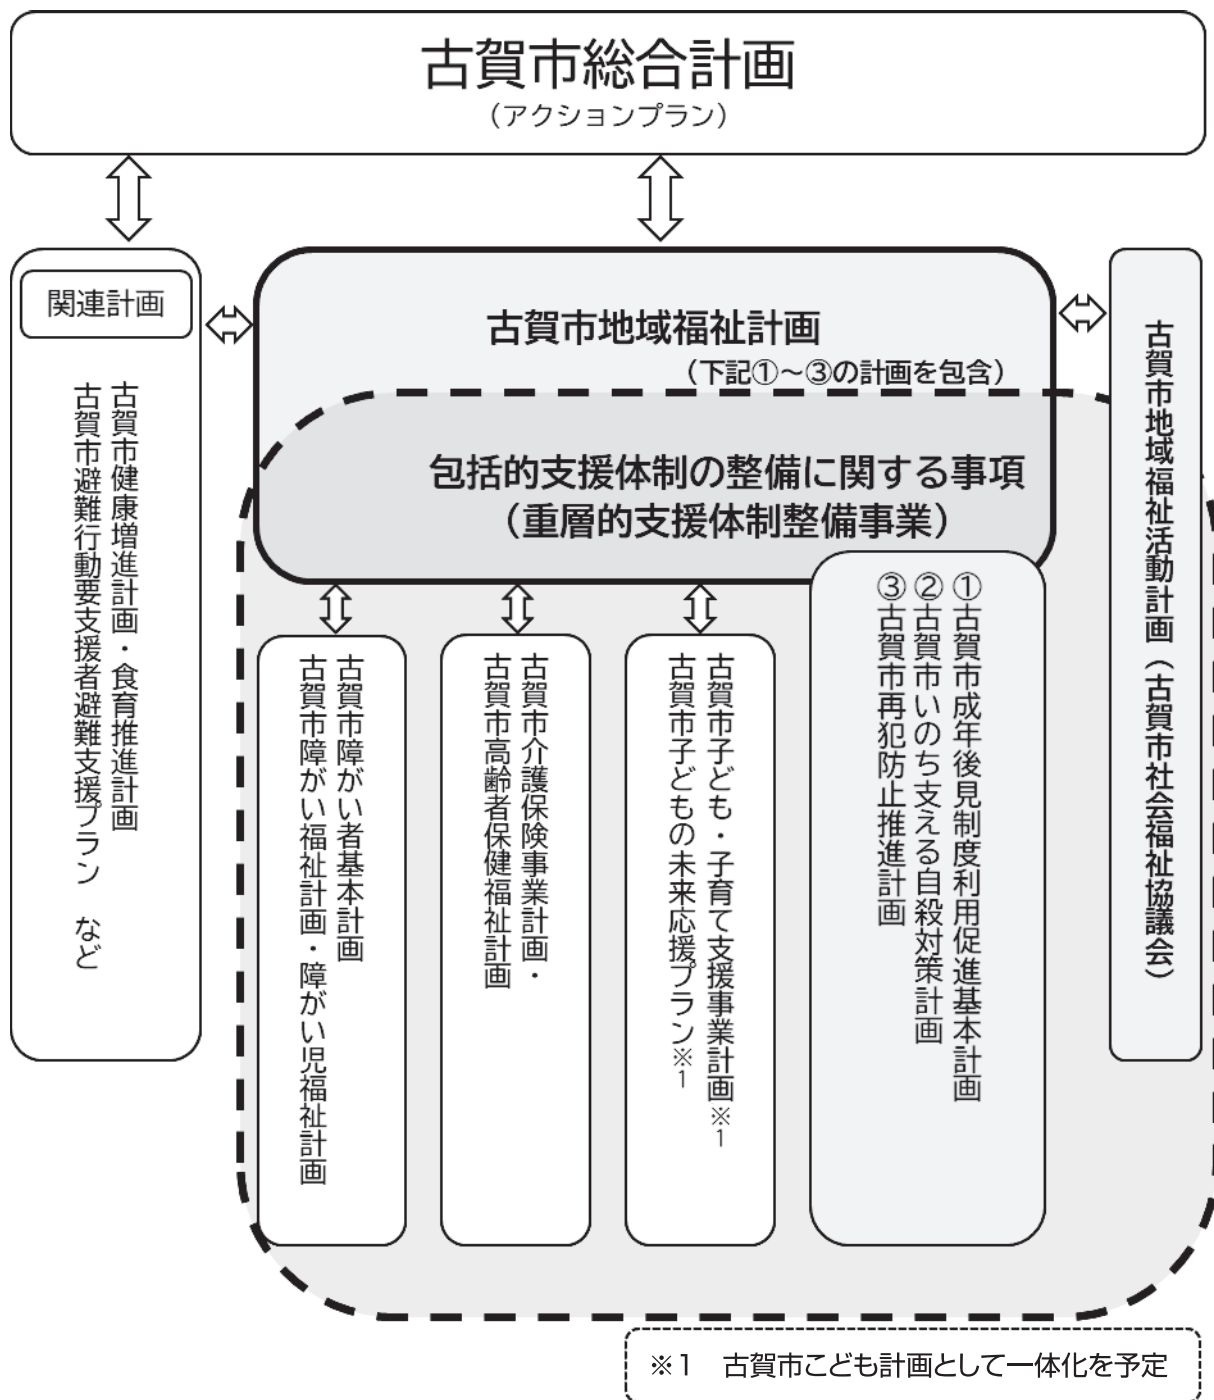 古賀市総合計画
（アクションプラン）
関連計画
古賀市健康増進計画・食育推進計画
古賀市避難行動要支援者避難支援プラン　など
古賀市地域福祉計画
（下記①～③の計画を包含）
包括的支援体制の整備に関する事項
（重層的支援体制整備事業）
古賀市障がい者基本計画
古賀市障がい福祉計画・障がい児福祉計画
古賀市介護保険事業計画・
古賀市高齢者保健福祉計画
古賀市子ども・子育て支援事業計画※1
古賀市子どもの未来応援プラン※1
①古賀市成年後見制度利用促進基本計画
②古賀市いのち支える自殺対策計画
③古賀市再犯防止推進計画
古賀市地域福祉活動計画（古賀市社会福祉協議会）
※1　古賀市こども計画として一体化を予定